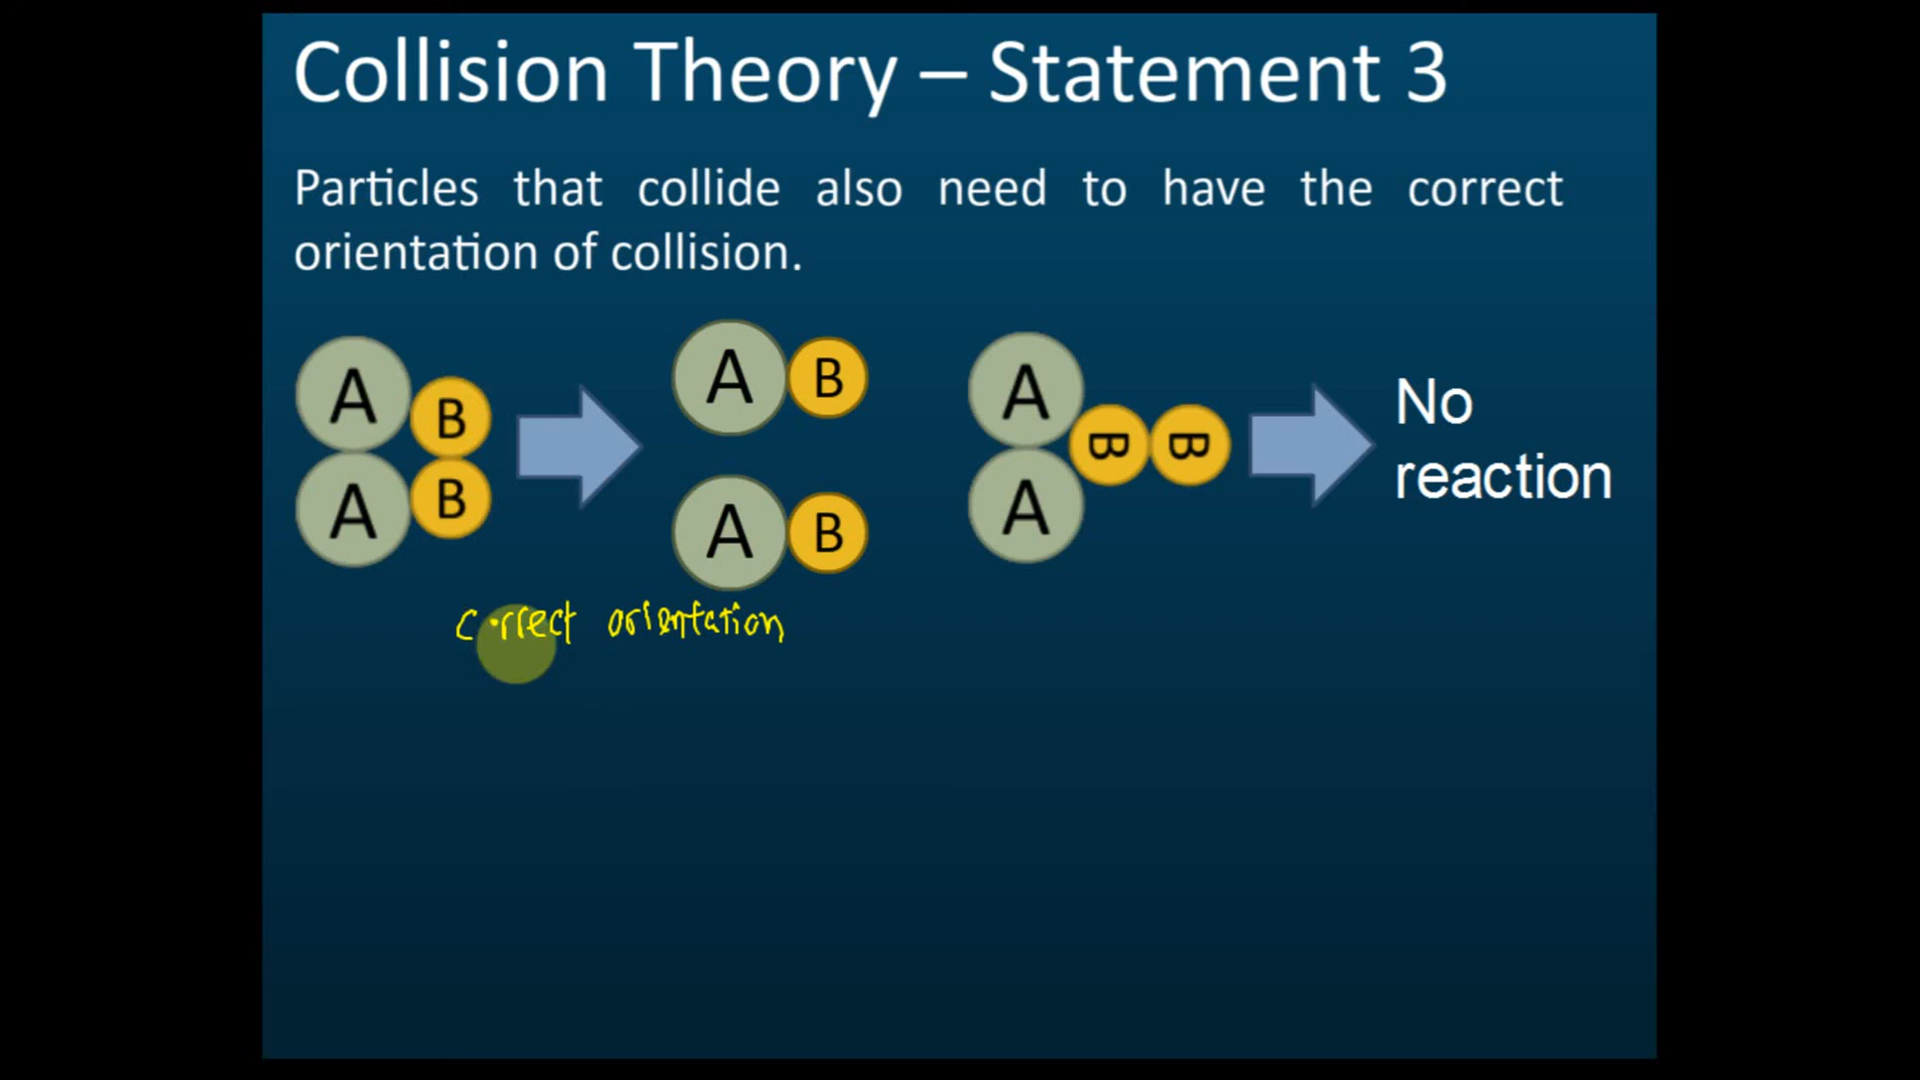 Collision Theory – Statement 3
Particles that collide also need to have the correct
orientation of collision.
A B
A B
A B
A B
A
A
B B
No
reaction
correct orientation